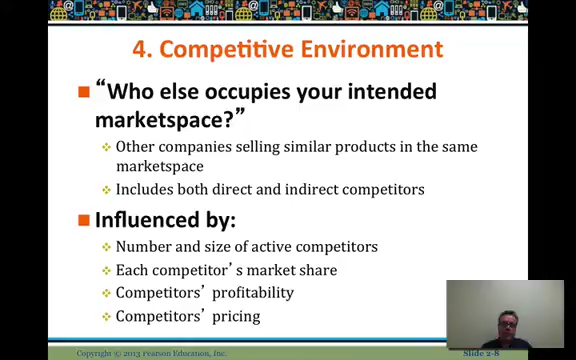 4. Competitive Environment
“Who else occupies your intended
marketspace?”
Other companies selling similar products in the same
marketspace
Includes both direct and indirect competitors
Influenced by:
Number and size of active competitors
Each competitor’s market share
Competitors’ profitability
Competitors’ pricing
Copyright © 2013 Pearson Education, Inc.
Slide 2-8